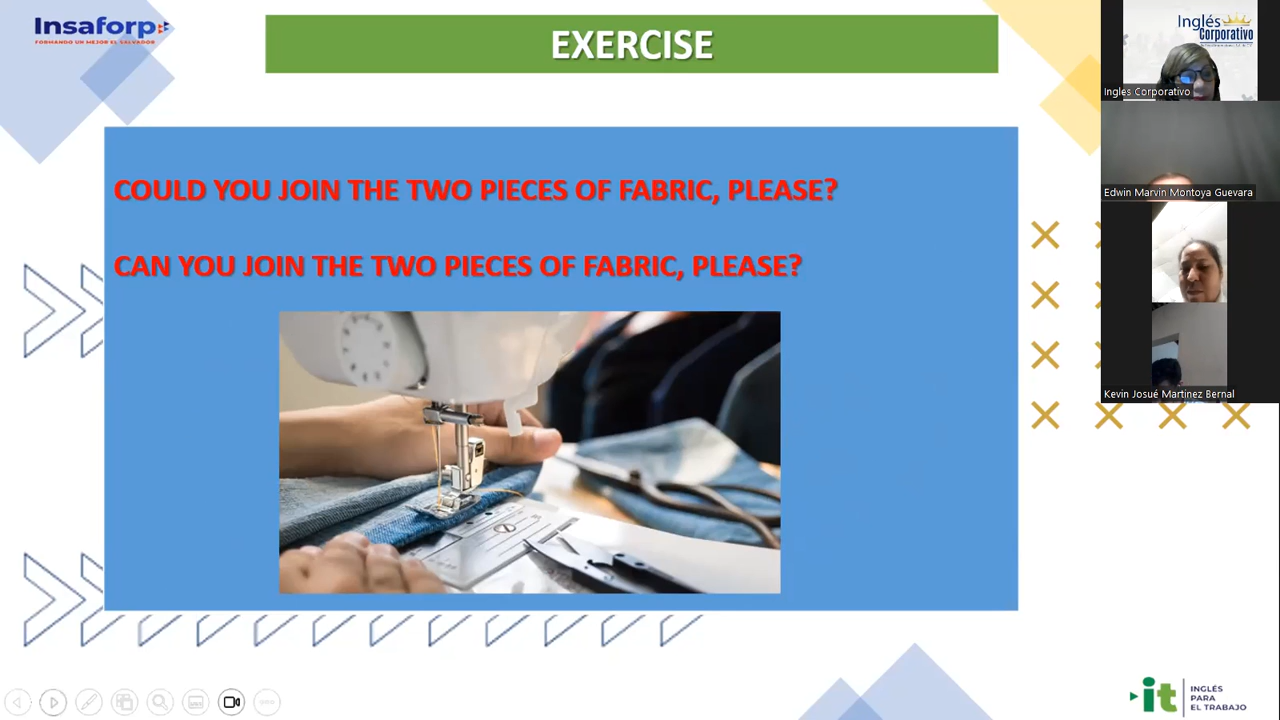 Insaforp
FORMANDO UN MEJOR EL SALVADOR
EXERCISE
COULD YOU JOIN THE TWO PIECES OF FABRIC, PLEASE?
CAN YOU JOIN THE TWO PIECES OF FABRIC, PLEASE?
Inglés
Corporativo
Ingles Corporativo
Edwin Marvin Montoya Guevara
Kevin Josué Martinez Bernal
it
INGLÉS
PARA
EL TRABAJO